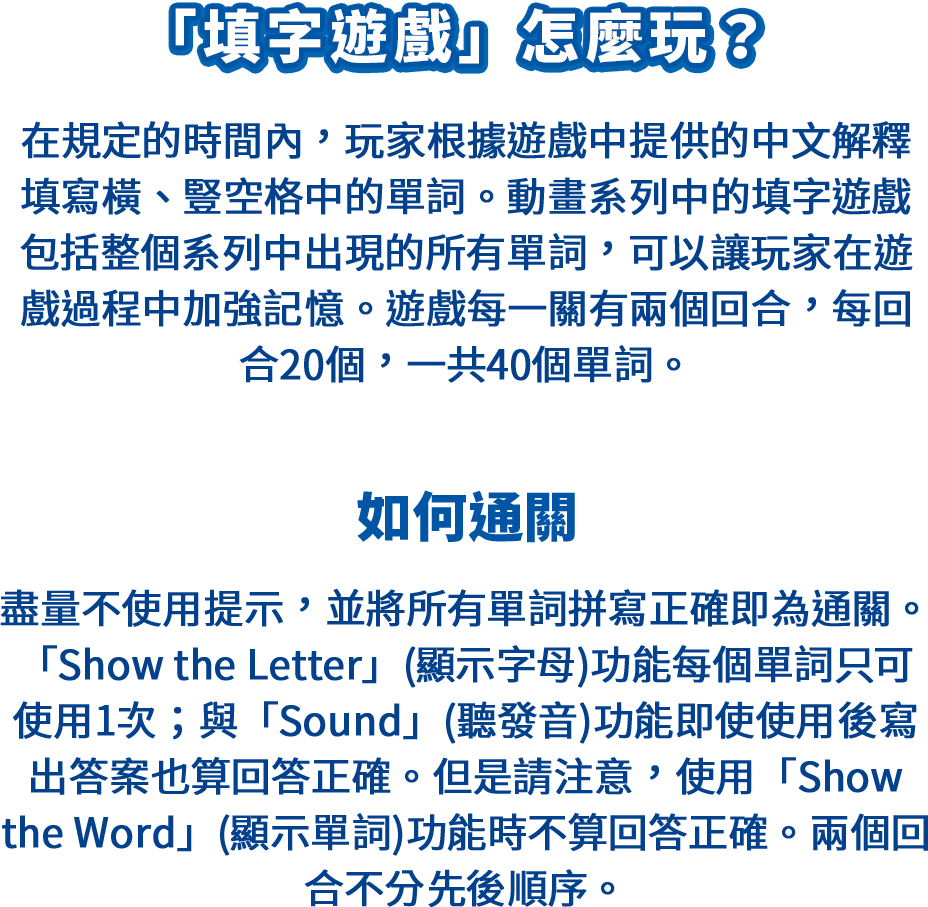 「填字遊戲」怎麼玩？
在規定的時間內，玩家根據遊戲中提供的中文解釋
填寫橫、豎空格中的單詞。動畫系列中的填字遊戲
包括整個系列中出現的所有單詞，可以讓玩家在遊
戲過程中加強記憶。遊戲每一關有兩個回合，每回
合20個，一共40個單詞。
如何通關
盡量不使用提示，並將所有單詞拼寫正確即為通關。
「Show the Letter」(顯示字母)功能每個單詞只可
使用1次；與「Sound」(聽發音)功能即使使用後寫
出答案也算回答正確。但是請注意，使用「Show
the Word」(顯示單詞)功能時不算回答正確。兩個回
合不分先後順序。